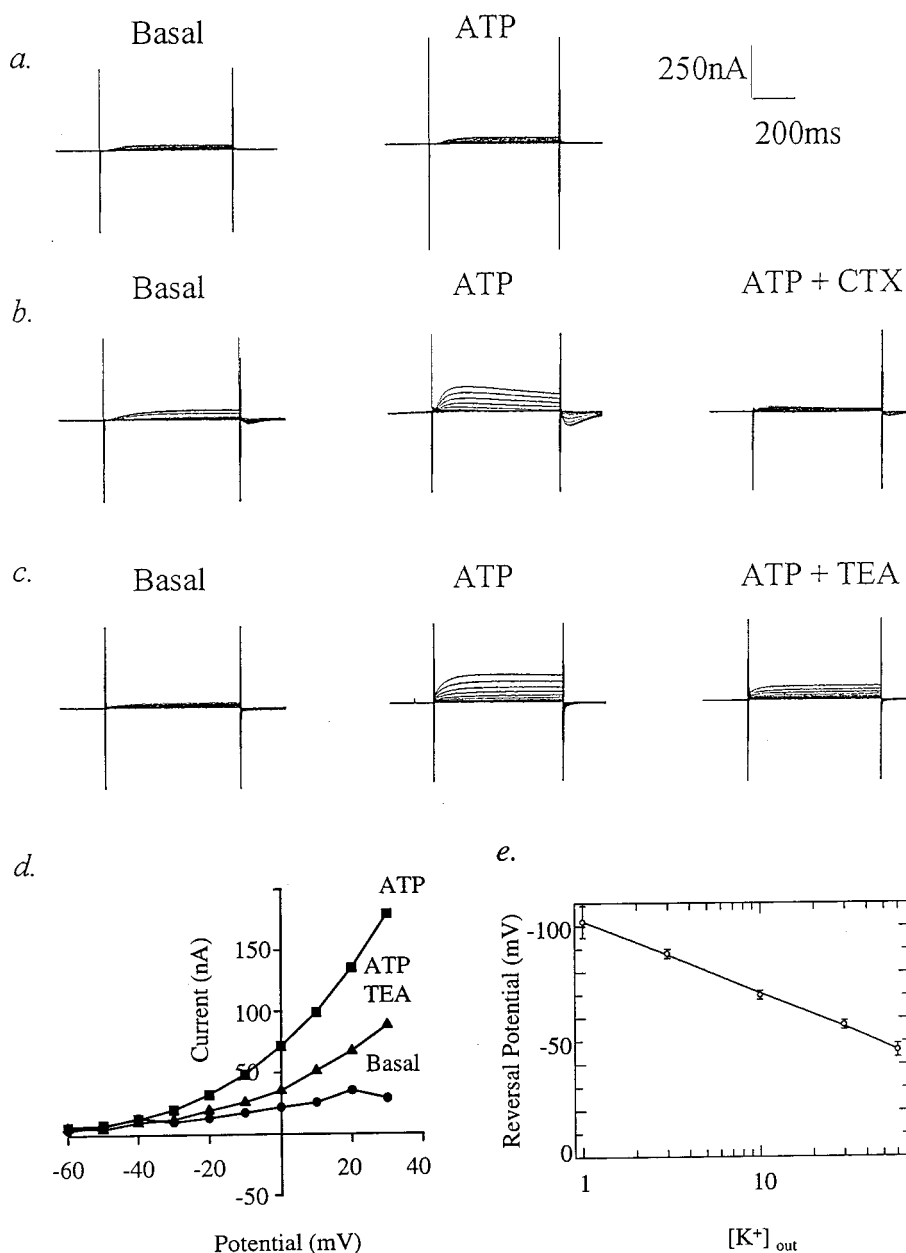 a.
Basal
ATP
250nA
200ms
b.
Basal
ATP
ATP + CTX
c.
Basal
ATP
ATP + TEA
d.
ATP
ATP
TEA
Basal
Current (nA)
150
100
50
-50
-60
-40
-20
0
20
40
Potential (mV)
e.
Reversal Potential (mV)
-100
-50
0
1
10
[K+] out